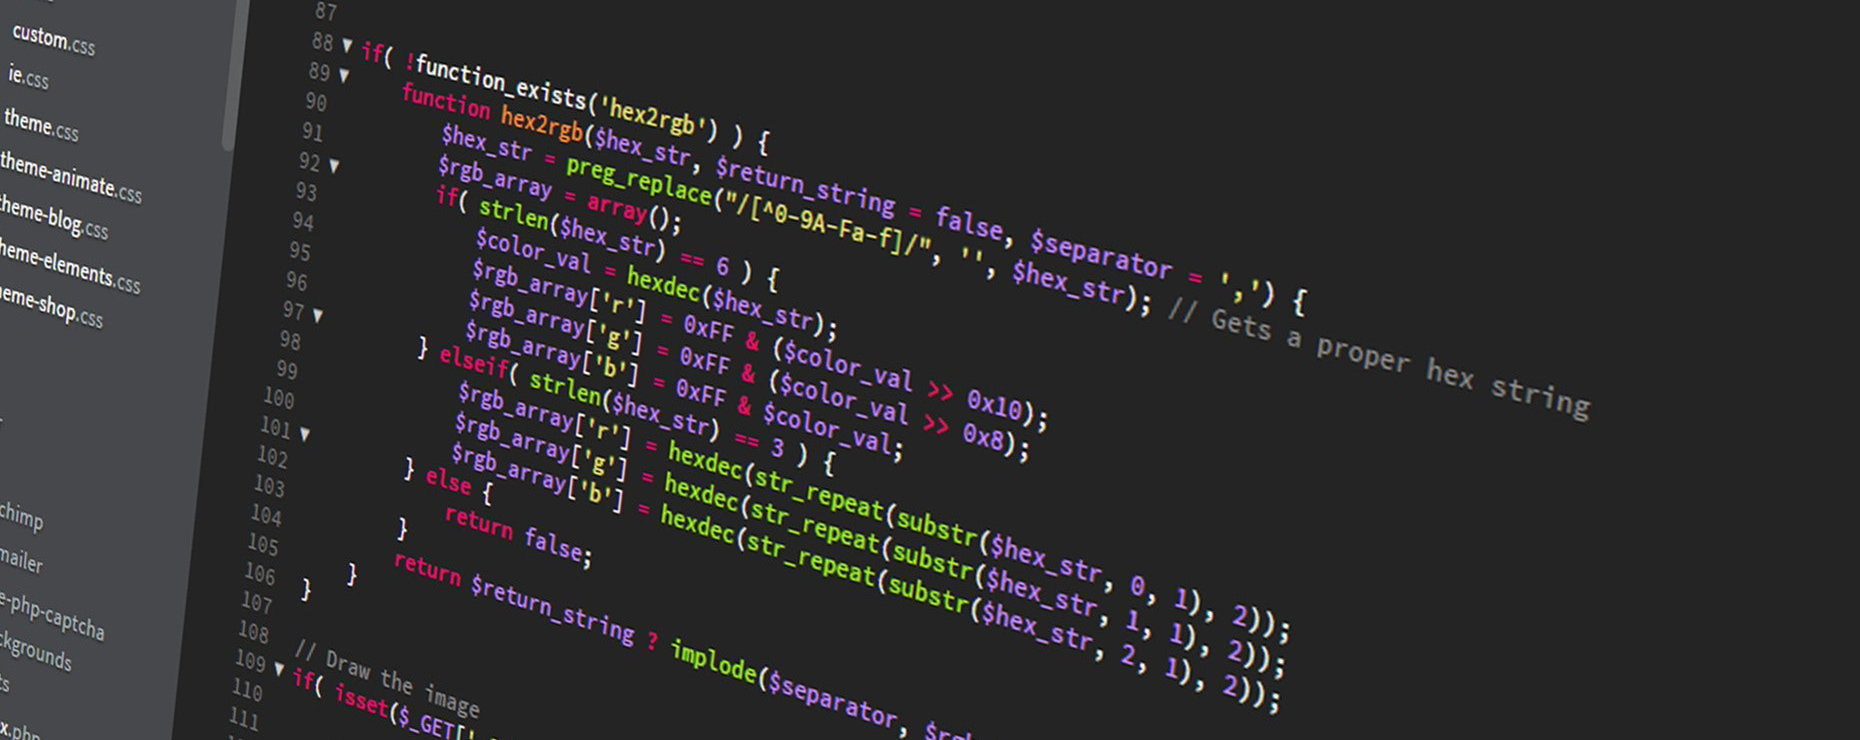 custom.css
ie.css
theme.css
theme-animate.css
theme-blog.css
heme-elements.css
eme-shop.css
chimp
mailer
e-php-captcha
ckgrounds
ts
x.php
87
88 if( !function_exists('hex2rgb') ) {
89 function hex2rgb($hex_str, $return_string = false, $separator = ',') {
90 $hex_str = preg_replace("/[^0-9A-Fa-f]/", '', $hex_str); // Gets a proper hex string
91 $rgb_array = array();
92 if( strlen($hex_str) == 6 ) {
93 $color_val = hexdec($hex_str);
94 $rgb_array['r'] = 0xFF & ($color_val >> 0x10);
95 $rgb_array['g'] = 0xFF & ($color_val >> 0x8);
96 $rgb_array['b'] = 0xFF & $color_val;
97 } elseif( strlen($hex_str) == 3 ) {
98 $rgb_array['r'] = hexdec(str_repeat(substr($hex_str, 0, 1), 2));
99 $rgb_array['g'] = hexdec(str_repeat(substr($hex_str, 1, 1), 2));
100 $rgb_array['b'] = hexdec(str_repeat(substr($hex_str, 2, 1), 2));
101 } else {
102 return false;
103 }
104 return $return_string ? implode($separator, $rg
105 }
106 }
107
108 // Draw the image
109 if( isset($_GET['
110
111